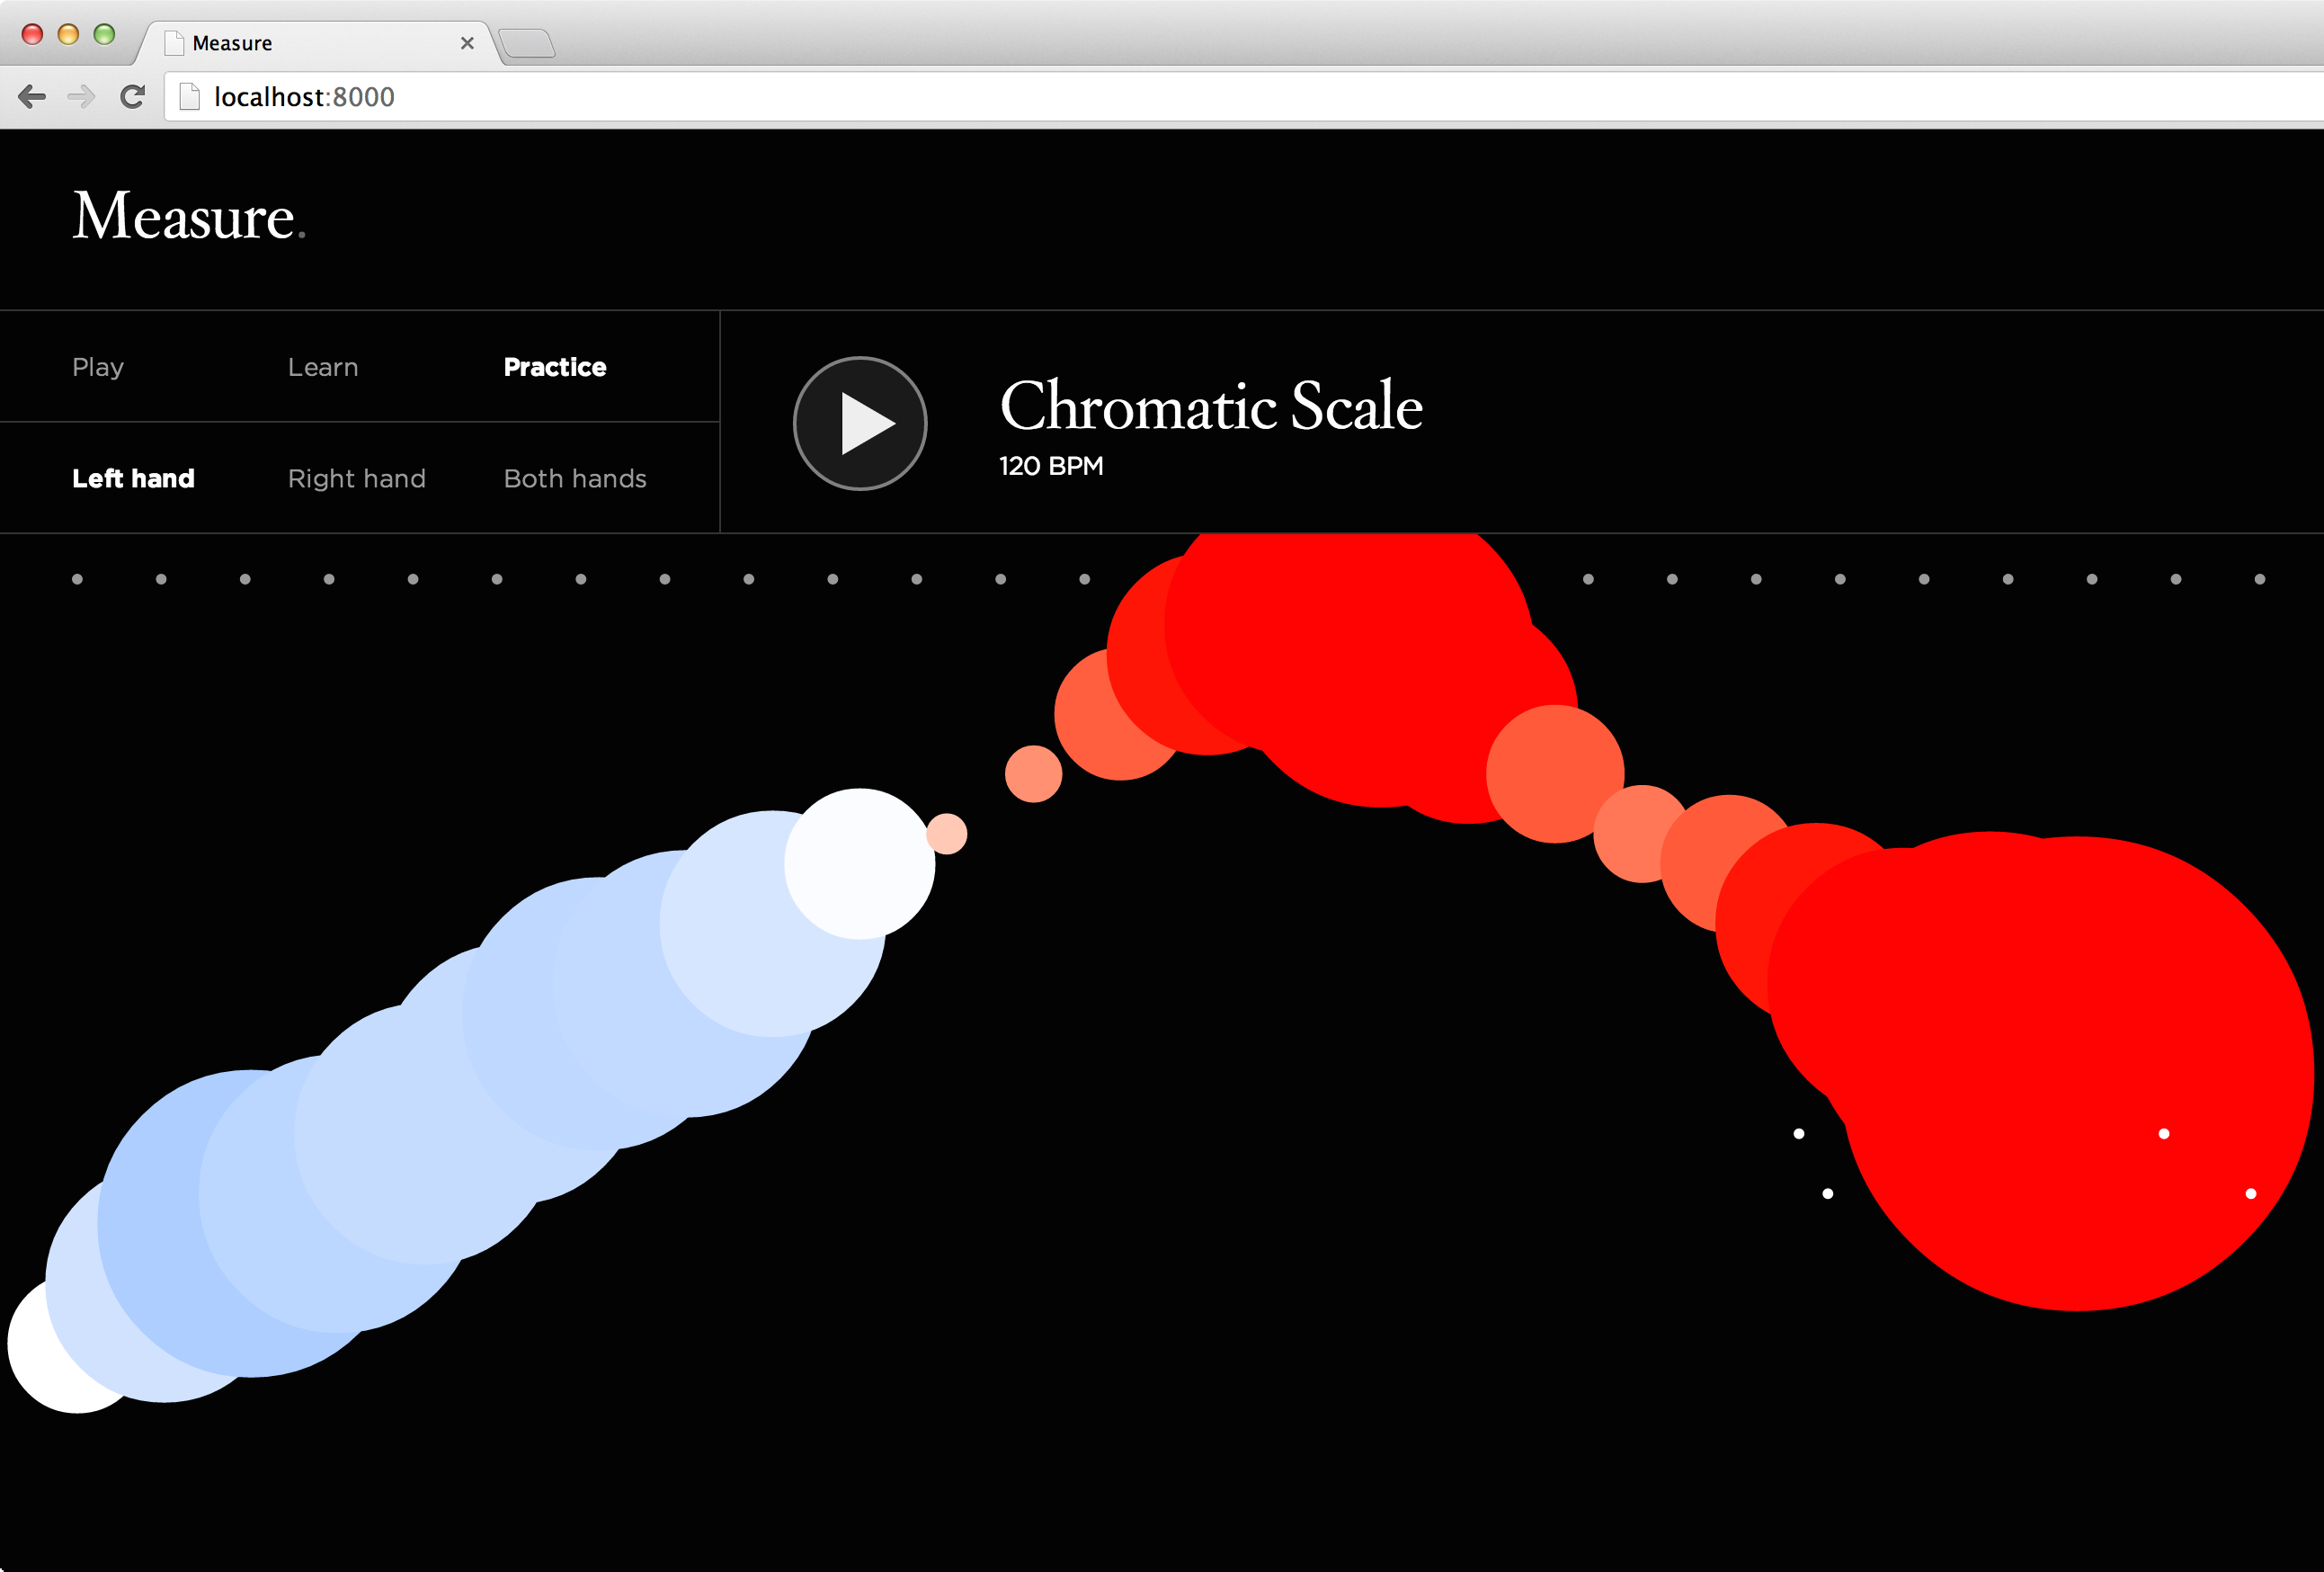 Measure
localhost:8000
Measure.
Play Learn Practice
Left hand Right hand Both hands
Chromatic Scale
120 BPM